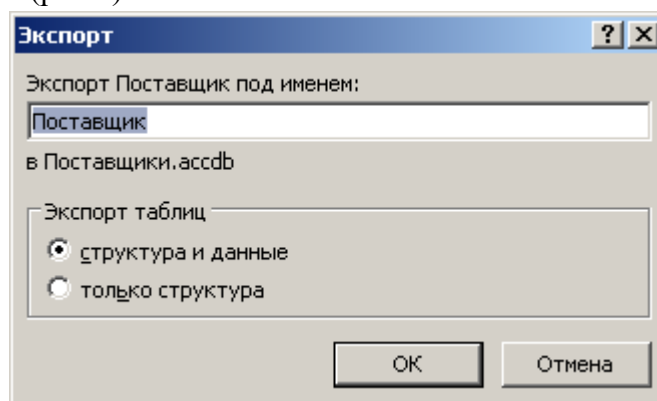 Экспорт
Экспорт Поставщик под именем:
Поставщик
в Поставщики.accdb
Экспорт таблиц
структура и данные
только структура
ОК
Отмена